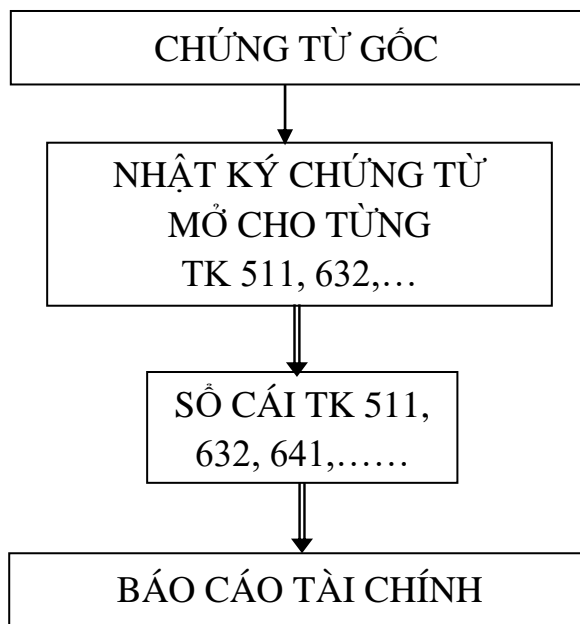 CHỨNG TỪ GỐC
NHẬT KÝ CHỨNG TỪ
MỞ CHO TỪNG
TK 511, 632,…
SỔ CÁI TK 511,
632, 641,……
BÁO CÁO TÀI CHÍNH